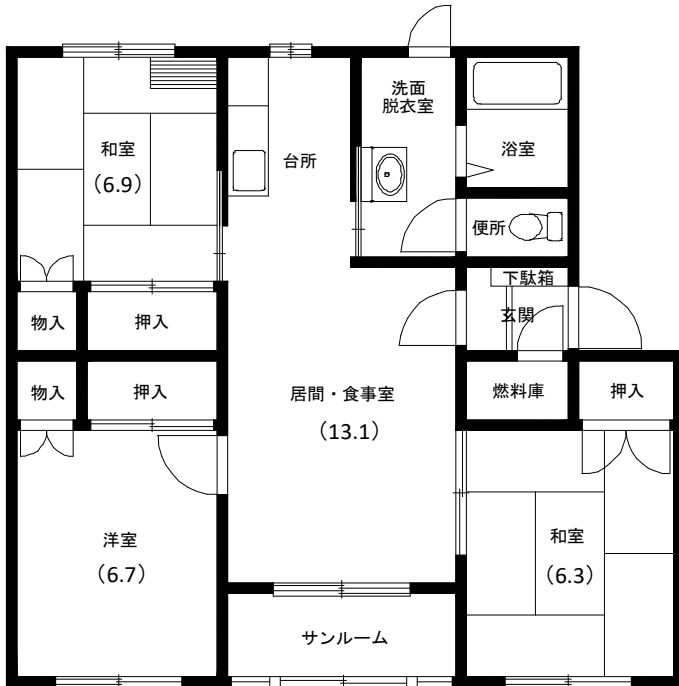 洗面
脱衣室
和室
(6.9)
台所
浴室
便所
下駄箱
玄関
物入
押入
物入
押入
居間・食事室
(13.1)
燃料庫
押入
洋室
(6.7)
和室
(6.3)
サンルーム